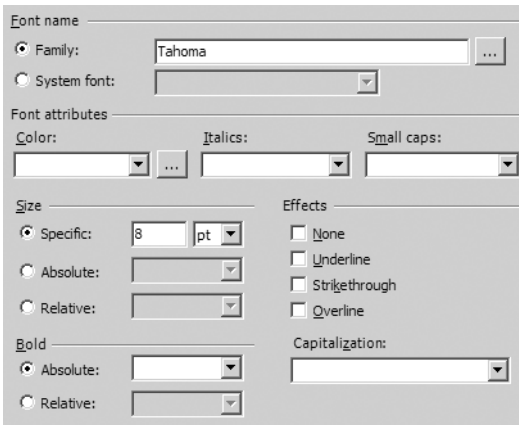 Font name
Family: Tahoma ...
System font:
Font attributes
Color: Italics: Small caps:
...
Size Effects
Specific: 8 pt None
Underline
Absolute: Strikethrough
Relative: Overline
Bold Capitalization:
Absolute:
Relative: